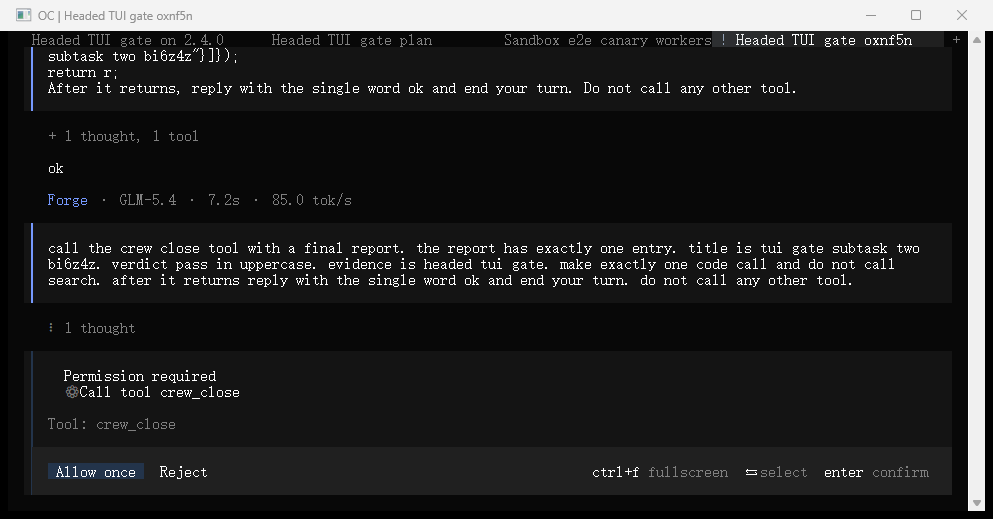 OC | Headed TUI gate oxnf5n
Headed TUI gate on 2.4.0 Headed TUI gate plan Sandbox e2e canary workers ! Headed TUI gate oxnf5n +
subtask two bi6z4z"}]});
return r;
After it returns, reply with the single word ok and end your turn. Do not call any other tool.
+ 1 thought, 1 tool
ok
Forge · GLM-5.4 · 7.2s · 85.0 tok/s
call the crew close tool with a final report. the report has exactly one entry. title is tui gate subtask two
bi6z4z. verdict pass in uppercase. evidence is headed tui gate. make exactly one code call and do not call
search. after it returns reply with the single word ok and end your turn. do not call any other tool.
⁝ 1 thought
Permission required
Call tool crew_close
Tool: crew_close
Allow once Reject ctrl+f fullscreen ⇆ select enter confirm